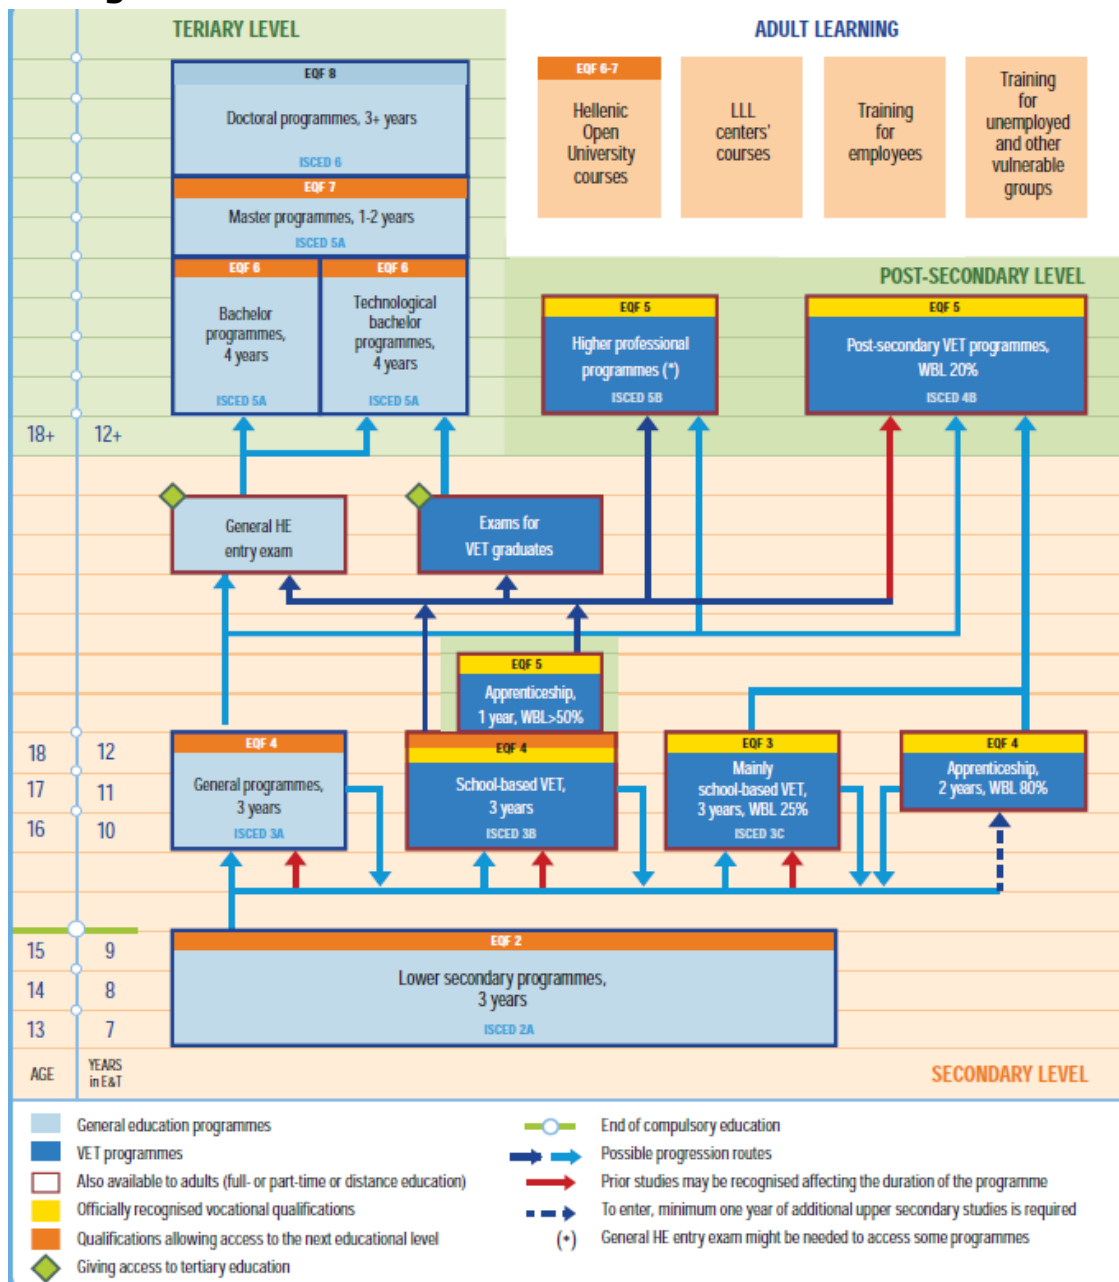 TERIARY LEVEL
ADULT LEARNING
EQF 8
Doctoral programmes, 3+ years
ISCED 6
EQF 7
Master programmes, 1-2 years
ISCED 5A
EQF 6
Bachelor
programmes,
4 years
ISCED 5A
EQF 6
Technological
bachelor
programmes,
4 years
ISCED 5A
EQF 6-7
Hellenic
Open
University
courses
LLL
centers'
courses
Training
for
employees
Training
for
unemployed
and other
vulnerable
groups
POST-SECONDARY LEVEL
EQF 5
Higher professional
programmes (*)
ISCED 5B
EQF 5
Post-secondary VET programmes,
WBL 20%
ISCED 4B
18+ 12+
General HE
entry exam
Exams for
VET graduates
EQF 5
Apprenticeship,
1 year, WBL>50%
EQF 4
General programmes,
3 years
ISCED 3A
EQF 4
School-based VET,
3 years
ISCED 3B
EQF 3
Mainly
school-based VET,
3 years, WBL 25%
ISCED 3C
EQF 4
Apprenticeship,
2 years, WBL 80%
18 12
17 11
16 10
EQF 2
Lower secondary programmes,
3 years
ISCED 2A
15 9
14 8
13 7
AGE
YEARS
in E&T
SECONDARY LEVEL
General education programmes
VET programmes
Also available to adults (full- or part-time or distance education)
Officially recognised vocational qualifications
Qualifications allowing access to the next educational level
Giving access to tertiary education
End of compulsory education
Possible progression routes
Prior studies may be recognised affecting the duration of the programme
To enter, minimum one year of additional upper secondary studies is required
(*) General HE entry exam might be needed to access some programmes